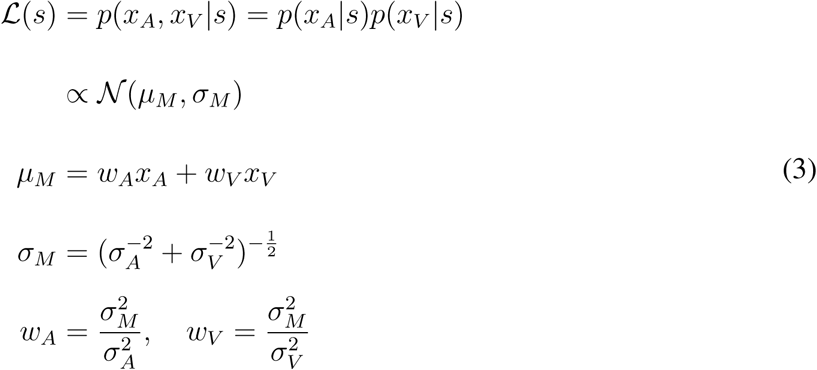 ℒ(s) = p(x_A, x_V|s) = p(x_A|s)p(x_V|s)
∝ 𝒩(μ_M, σ_M)
μ_M = w_A x_A + w_V x_V (3)
σ_M = (σ_A^{-2} + σ_V^{-2})^{-1/2}
w_A = σ_M^2/σ_A^2, w_V = σ_M^2/σ_V^2